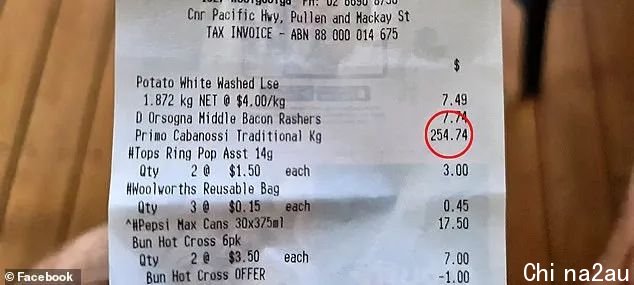 Cnr Pacific Hwy, Pullen and Mackay St
TAX INVOICE - ABN 88 000 014 675
$
Potato White Washed Lse
1.872 kg NET @ $4.00/kg 7.49
D Orsogna Middle Bacon Rashers 7.74
Primo Cabanossi Traditional Kg 254.74
#Tops Ring Pop Asst 14g
Qty 2 @ $1.50 each 3.00
#Woolworths Reusable Bag
Qty 3 @ $0.15 each 0.45
^#Pepsi Max Cans 30x375ml 17.50
Bun Hot Cross 6pk
Qty 2 @ $3.50 each 7.00
Bun Hot Cross OFFER -1.00
© Facebook
Chi na2au